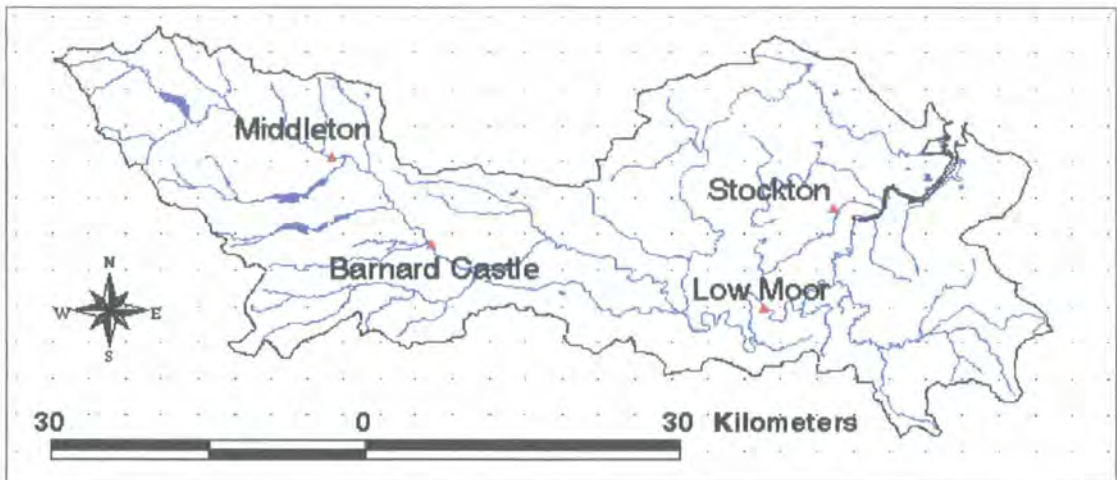 Middleton
Stockton
Barnard Castle
Low Moor
N
W E
S
30 0 30 Kilometers